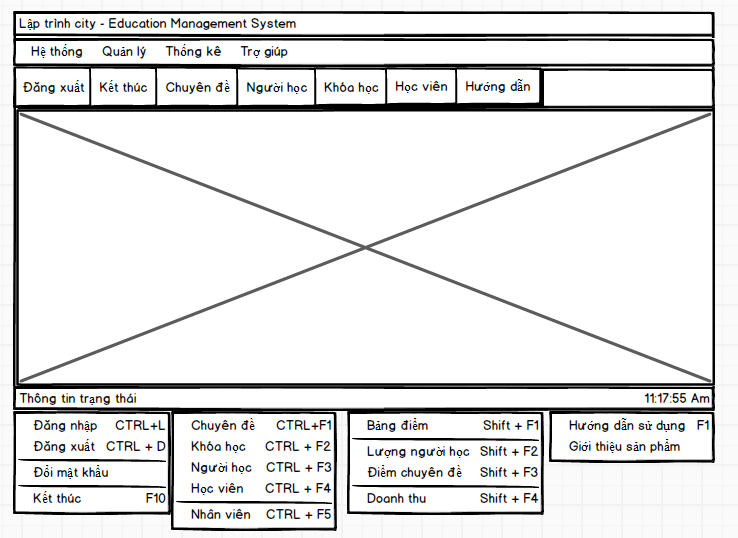 Lập trình city - Education Management System
Hệ thống Quản lý Thống kê Trợ giúp
Đăng xuất Kết thúc Chuyên đề Người học Khóa học Học viên Hướng dẫn
Thông tin trạng thái 11:17:55 Am
Đăng nhập CTRL+L
Đăng xuất CTRL + D
Đổi mật khẩu
Kết thúc F10
Chuyên đề CTRL+F1
Khóa học CTRL + F2
Người học CTRL + F3
Học viên CTRL + F4
Nhân viên CTRL + F5
Bảng điểm Shift + F1
Lượng người học Shift + F2
Điểm chuyên đề Shift + F3
Doanh thu Shift + F4
Hướng dẫn sử dụng F1
Giới thiệu sản phẩm